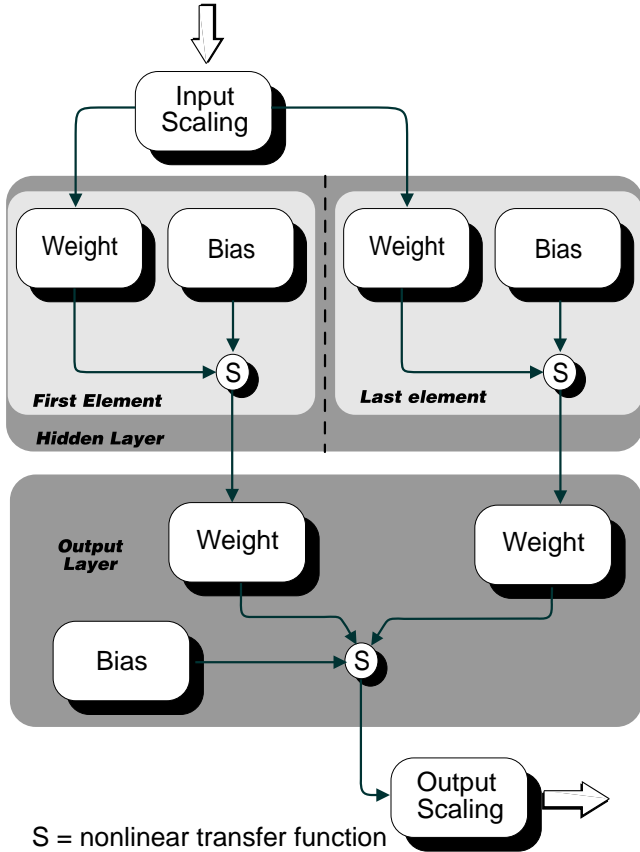 Input
Scaling
Weight
Bias
Weight
Bias
S
S
First Element
Last element
Hidden Layer
Weight
Weight
Output
Layer
Bias
S
Output
Scaling
S = nonlinear transfer function